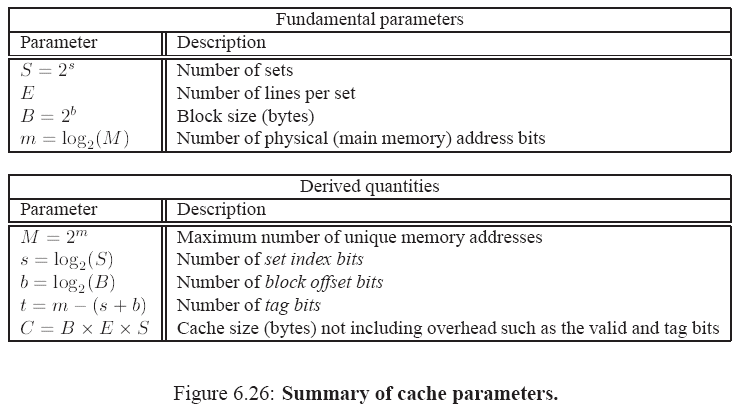 Fundamental parameters
Parameter Description
S = 2^s Number of sets
E Number of lines per set
B = 2^b Block size (bytes)
m = log₂(M) Number of physical (main memory) address bits
Derived quantities
Parameter Description
M = 2^m Maximum number of unique memory addresses
s = log₂(S) Number of set index bits
b = log₂(B) Number of block offset bits
t = m − (s + b) Number of tag bits
C = B × E × S Cache size (bytes) not including overhead such as the valid and tag bits
Figure 6.26: Summary of cache parameters.